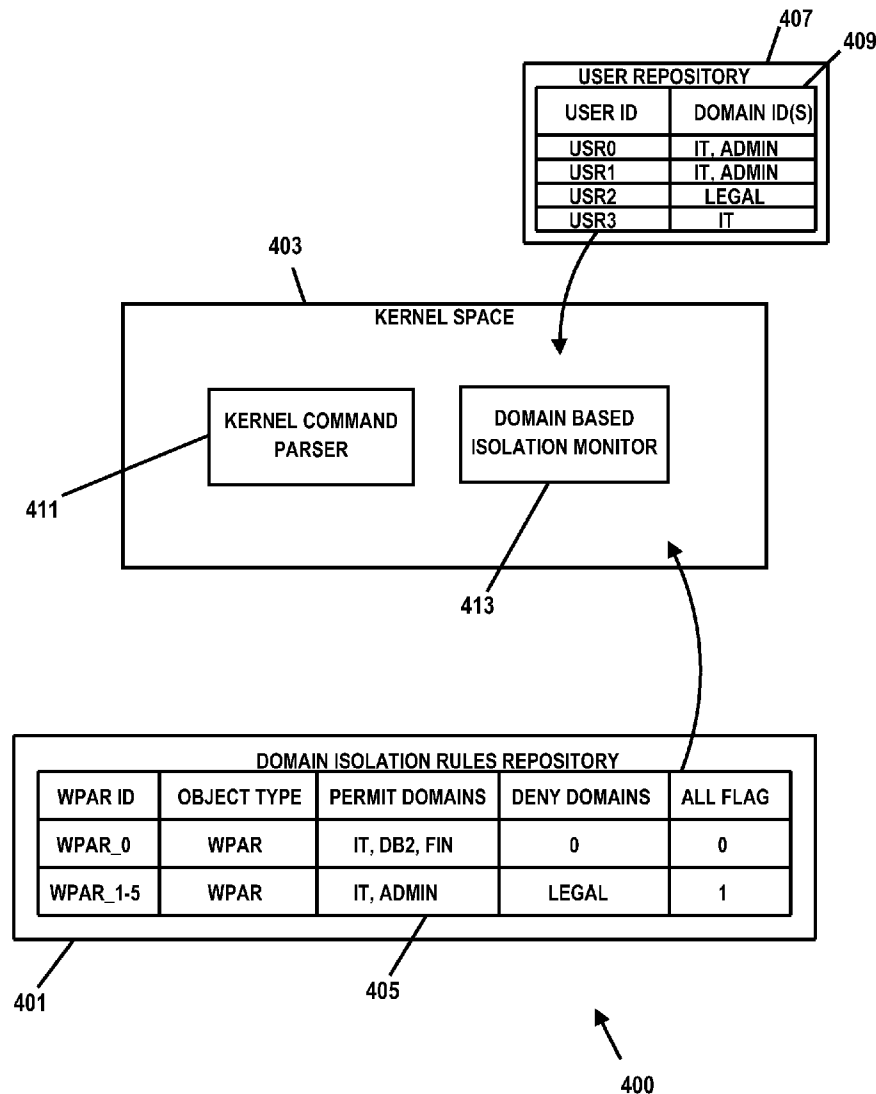 407
409
USER REPOSITORY
USER ID DOMAIN ID(S)
USR0 IT, ADMIN
USR1 IT, ADMIN
USR2 LEGAL
USR3 IT
403
KERNEL SPACE
KERNEL COMMAND
PARSER
DOMAIN BASED
ISOLATION MONITOR
411
413
DOMAIN ISOLATION RULES REPOSITORY
WPAR ID OBJECT TYPE PERMIT DOMAINS DENY DOMAINS ALL FLAG
WPAR_0 WPAR IT, DB2, FIN 0 0
WPAR_1-5 WPAR IT, ADMIN LEGAL 1
401
405
400